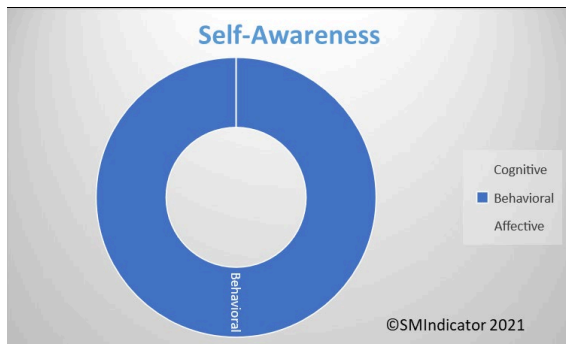 Self-Awareness
Cognitive
Behavioral
Affective
Behavioral
©SMIndicator 2021